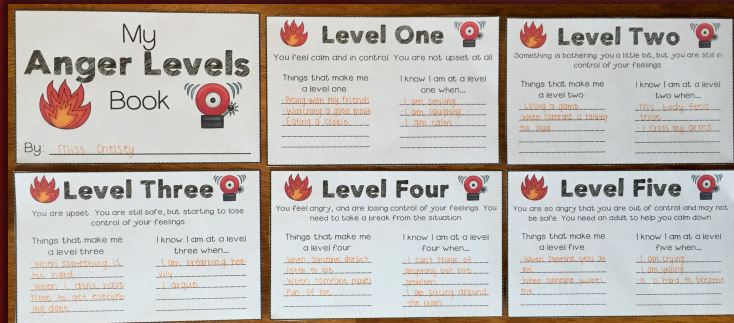 My
Anger Levels
Book
By: Miss Chelsey
Level One
You feel calm and in control. You are not upset at all.
Things that make me
a level one
Being with my friends
Watching a good movie
Eating a cookie
I know I am at a level
one when...
I am smiling
I am laughing
I am calm
Level Two
Something is bothering you a little bit, but you are still in
control of your feelings
Things that make me
a level two:
Losing a game
When someone is talking
too loud
I know I am at a level
two when...
My body feels
tense
I cross my arms
Level Three
You are upset. You are still safe, but starting to lose
control of your feelings
Things that make me
a level three:
When something is
too hard
When I don't have
time to get everyth
ing done
I know I am at a level
three when...
I am breathing hea
vily
I argue
Level Four
You feel angry, and are losing control of your feelings. You
need to take a break from the situation.
Things that make me
a level four:
When someone doesn't
listen to me
When someone makes
fun of me
I know I am at a level
four when...
I can't think of
anything but the
problem
I am pacing around
the room
Level Five
You are so angry that you are out of control and may not
be safe. You need an adult to help you calm down
Things that make me
a level five:
When someone yells at
me
When someone pushes
me
I know I am at a level
five when...
I am crying
I am yelling
It is hard to breathe